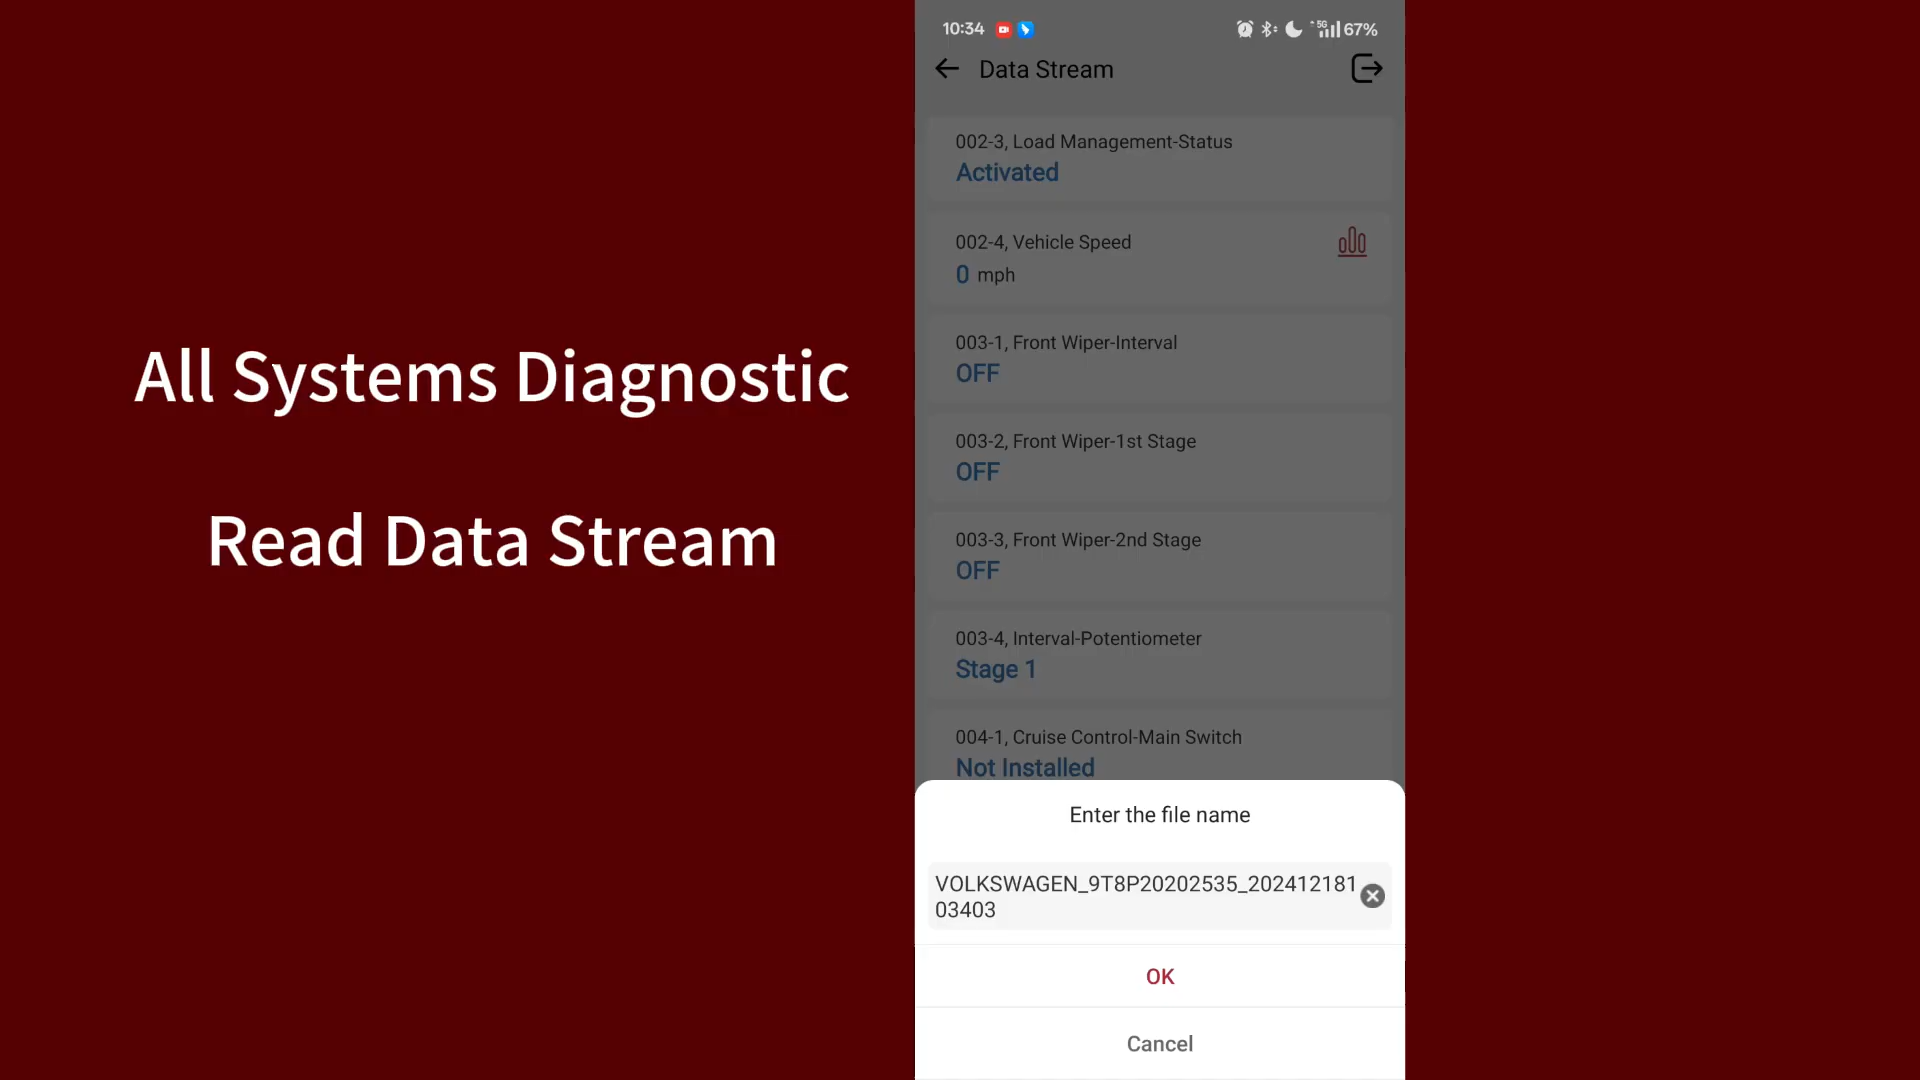 All Systems Diagnostic
Read Data Stream
10:34
5G
67%
Data Stream
002-3, Load Management-Status
Activated
002-4, Vehicle Speed
0 mph
003-1, Front Wiper-Interval
OFF
003-2, Front Wiper-1st Stage
OFF
003-3, Front Wiper-2nd Stage
OFF
003-4, Interval-Potentiometer
Stage 1
004-1, Cruise Control-Main Switch
Not Installed
Enter the file name
VOLKSWAGEN_9T8P20202535_202412181
03403
OK
Cancel